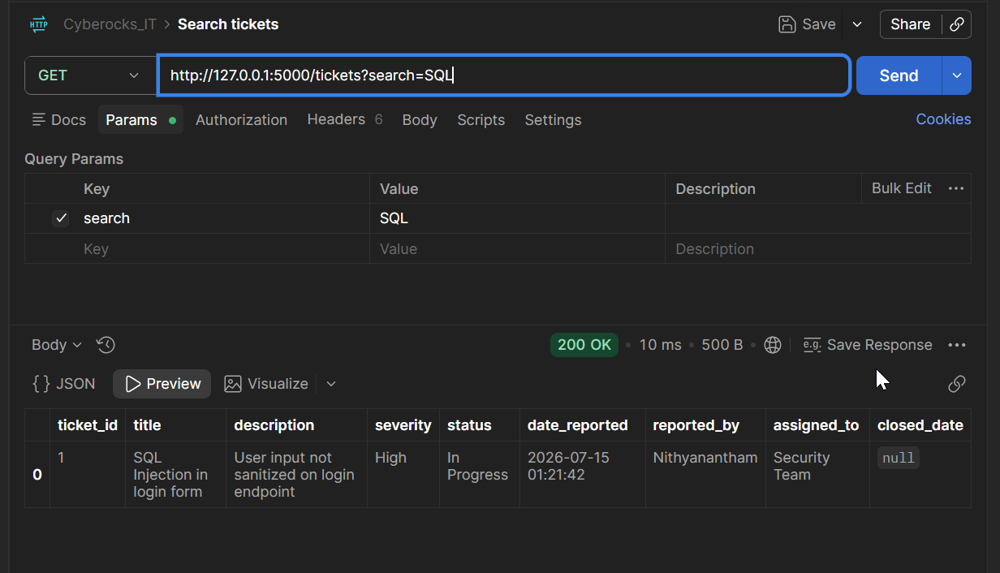 HTTP Cyberocks_IT > Search tickets Save Share
GET http://127.0.0.1:5000/tickets?search=SQL Send
Docs Params Authorization Headers 6 Body Scripts Settings Cookies
Query Params
Key Value Description Bulk Edit
search SQL
Key Value Description
Body 200 OK • 10 ms • 500 B • e.g. Save Response
{} JSON Preview Visualize
ticket_id title description severity status date_reported reported_by assigned_to closed_date
0 1 SQL User input not High In 2026-07-15 Nithyanantham Security null
Injection in sanitized on login Progress 01:21:42 Team
login form endpoint